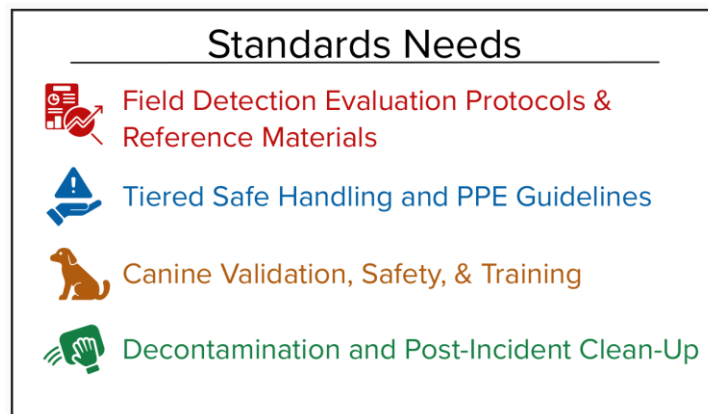 Standards Needs
Field Detection Evaluation Protocols &
Reference Materials
Tiered Safe Handling and PPE Guidelines
Canine Validation, Safety, & Training
Decontamination and Post-Incident Clean-Up